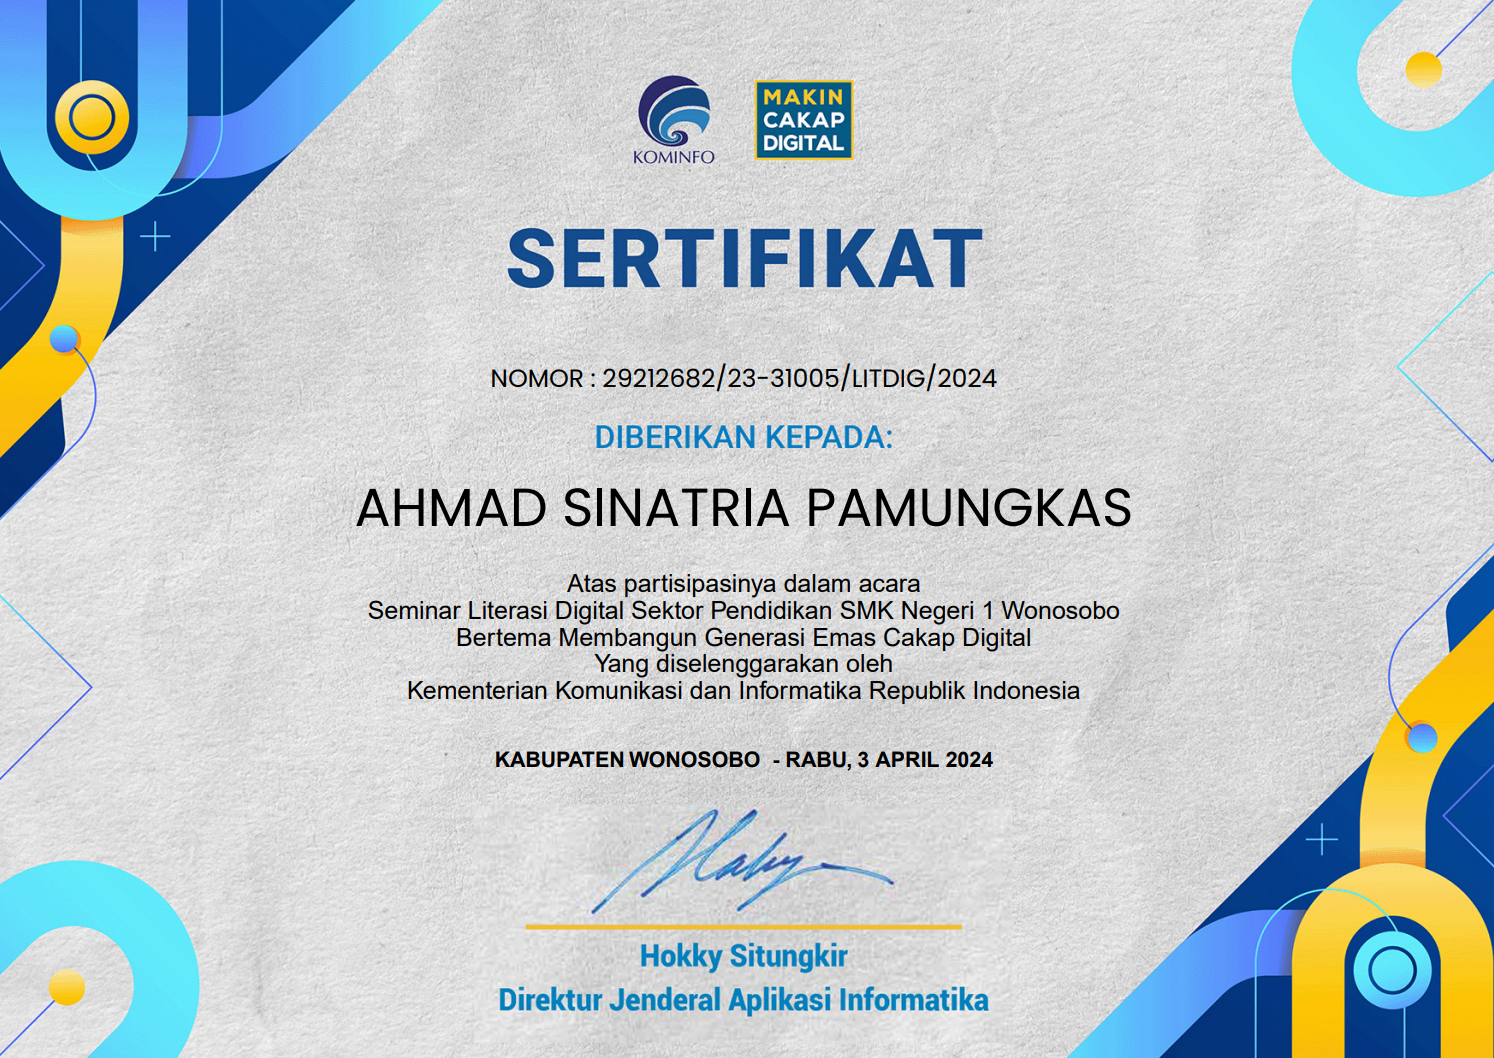 KOMINFO
MAKIN
CAKAP
DIGITAL
SERTIFIKAT
NOMOR : 29212682/23-31005/LITDIG/2024
DIBERIKAN KEPADA:
AHMAD SINATRIA PAMUNGKAS
Atas partisipasinya dalam acara
Seminar Literasi Digital Sektor Pendidikan SMK Negeri 1 Wonosobo
Bertema Membangun Generasi Emas Cakap Digital
Yang diselenggarakan oleh
Kementerian Komunikasi dan Informatika Republik Indonesia
KABUPATEN WONOSOBO - RABU, 3 APRIL 2024
Hokky Situngkir
Direktur Jenderal Aplikasi Informatika